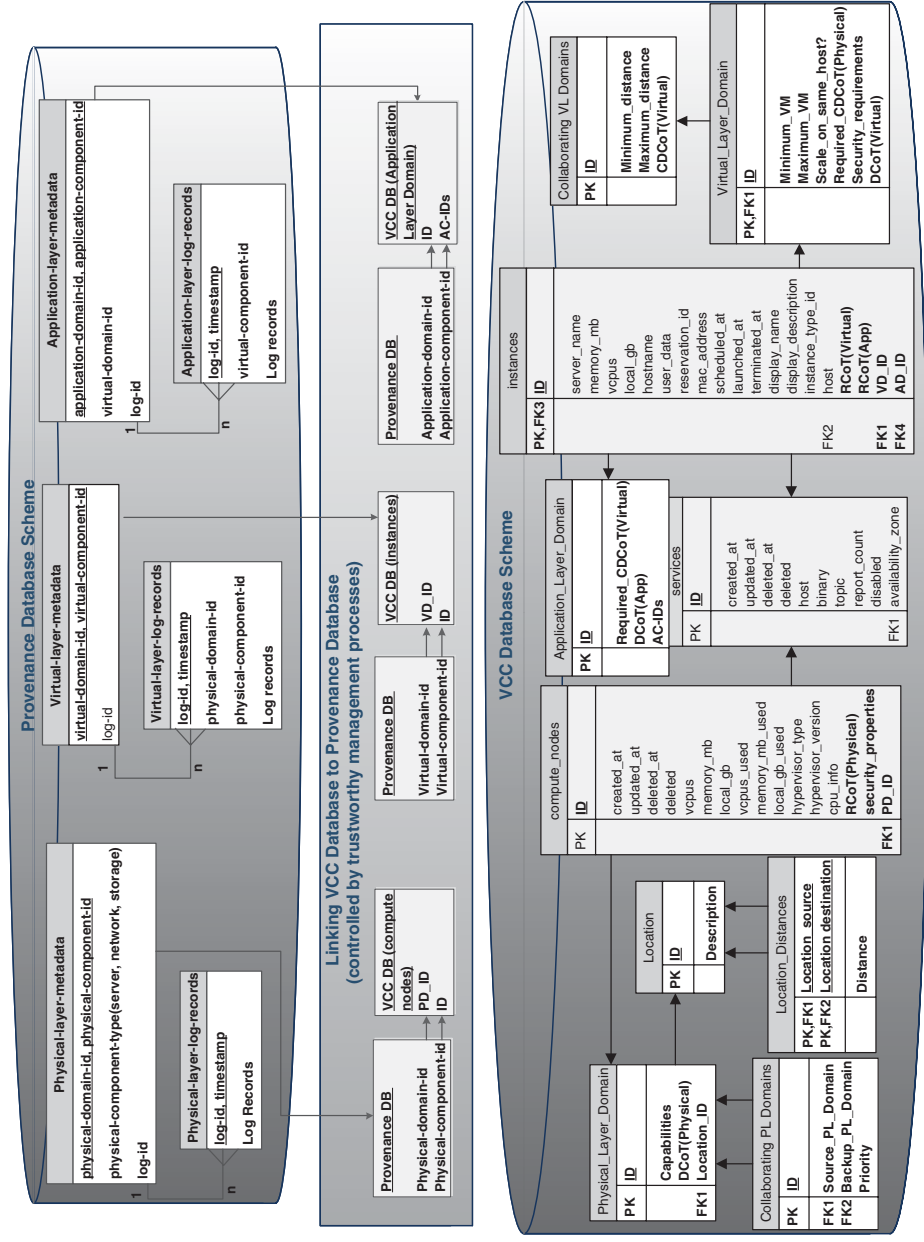 Provenance Database Scheme
Physical-layer-metadata
physical-domain-id, physical-component-id
physical-component-type(server, network, storage)
log-id
1
n
Physical-layer-log-records
log-id, timestamp
Log Records
Virtual-layer-metadata
virtual-domain-id, virtual-component-id
log-id
1
n
Virtual-layer-log-records
log-id, timestamp
physical-domain-id
physical-component-id
Log records
Application-layer-metadata
application-domain-id, application-component-id
virtual-domain-id
log-id
1
n
Application-layer-log-records
log-id, timestamp
virtual-component-id
Log records
Linking VCC Database to Provenance Database
(controlled by trustworthy management processes)
Provenance DB
Physical-domain-id
Physical-component-id
VCC DB (compute
nodes)
PD_ID
ID
Provenance DB
Virtual-domain-id
Virtual-component-id
VCC DB (instances)
VD_ID
ID
Provenance DB
Application-domain-id
Application-component-id
VCC DB (Application
Layer Domain)
ID
AC-IDs
VCC Database Scheme
Physical_Layer_Domain
PK ID
Capabilities
DCoT(Physical)
FK1 Location_ID
Collaborating PL Domains
PK ID
FK1 Source_PL_Domain
FK2 Backup_PL_Domain
Priority
Location
PK ID
Description
Location_Distances
PK,FK1 Location source
PK,FK2 Location destination
Distance
compute_nodes
PK ID
created_at
updated_at
deleted_at
deleted
vcpus
memory_mb
local_gb
vcpus_used
memory_mb_used
local_gb_used
hypervisor_type
hypervisor_version
cpu_info
RCoT(Physical)
security_properties
FK1 PD_ID
Application_Layer_Domain
PK ID
Required_CDCoT(Virtual)
DCoT(App)
AC-IDs
services
PK ID
created_at
updated_at
deleted_at
deleted
host
binary
topic
report_count
disabled
FK1 availability_zone
instances
PK,FK3 ID
server_name
memory_mb
vcpus
local_gb
hostname
user_data
reservation_id
mac_address
scheduled_at
launched_at
terminated_at
display_name
display_description
instance_type_id
FK2 host
RCoT(Virtual)
RCoT(App)
FK1 VD_ID
FK4 AD_ID
Collaborating VL Domains
PK ID
Minimum_distance
Maximum_distance
CDCoT(Virtual)
Virtual_Layer_Domain
PK,FK1 ID
Minimum_VM
Maximum_VM
Scale_on_same_host?
Required_CDCoT(Physical)
Security_requirements
DCoT(Virtual)